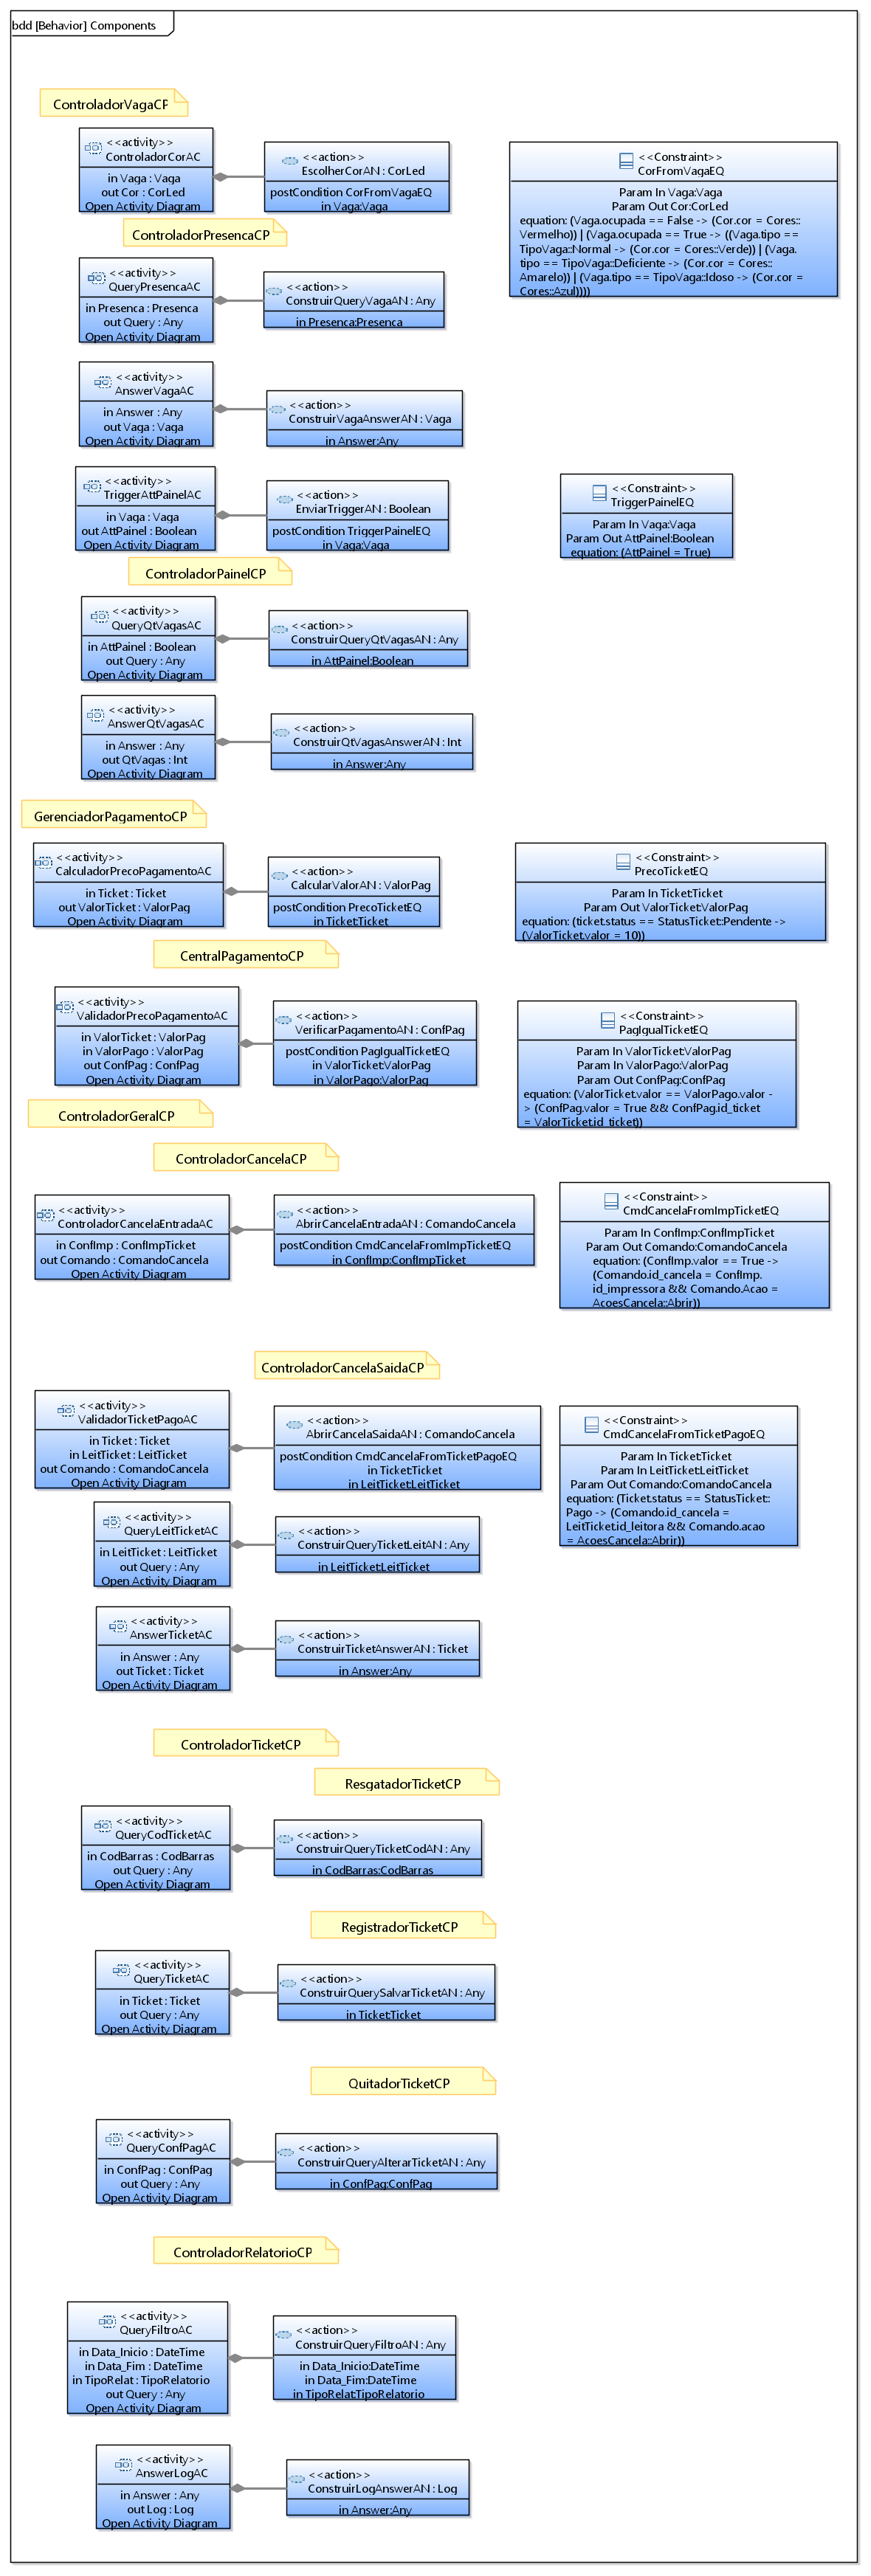 bdd [Behavior] Components
ControladorVagaCP
<<activity>>
ControladorCorAC
in Vaga : Vaga
out Cor : CorLed
Open Activity Diagram
<<action>>
EscolherCorAN : CorLed
postCondition CorFromVagaEQ
in Vaga:Vaga
<<Constraint>>
CorFromVagaEQ
Param In Vaga:Vaga
Param Out Cor:CorLed
equation: (Vaga.ocupada == False -> (Cor.cor = Cores::
Vermelho)) | (Vaga.ocupada == True -> ((Vaga.tipo ==
TipoVaga::Normal -> (Cor.cor = Cores::Verde)) | (Vaga.
tipo == TipoVaga::Deficiente -> (Cor.cor = Cores::
Amarelo)) | (Vaga.tipo == TipoVaga::Idoso -> (Cor.cor =
Cores::Azul))))
ControladorPresencaCP
<<activity>>
QueryPresencaAC
in Presenca : Presenca
out Query : Any
Open Activity Diagram
<<action>>
ConstruirQueryVagaAN : Any
in Presenca:Presenca
<<activity>>
AnswerVagaAC
in Answer : Any
out Vaga : Vaga
Open Activity Diagram
<<action>>
ConstruirVagaAnswerAN : Vaga
in Answer:Any
<<activity>>
TriggerAttPainelAC
in Vaga : Vaga
out AttPainel : Boolean
Open Activity Diagram
<<action>>
EnviarTriggerAN : Boolean
postCondition TriggerPainelEQ
in Vaga:Vaga
<<Constraint>>
TriggerPainelEQ
Param In Vaga:Vaga
Param Out AttPainel:Boolean
equation: (AttPainel = True)
ControladorPainelCP
<<activity>>
QueryQtVagasAC
in AttPainel : Boolean
out Query : Any
Open Activity Diagram
<<action>>
ConstruirQueryQtVagasAN : Any
in AttPainel:Boolean
<<activity>>
AnswerQtVagasAC
in Answer : Any
out QtVagas : Int
Open Activity Diagram
<<action>>
ConstruirQtVagasAnswerAN : Int
in Answer:Any
GerenciadorPagamentoCP
<<activity>>
CalculadorPrecoPagamentoAC
in Ticket : Ticket
out ValorTicket : ValorPag
Open Activity Diagram
<<action>>
CalcularValorAN : ValorPag
postCondition PrecoTicketEQ
in Ticket:Ticket
<<Constraint>>
PrecoTicketEQ
Param In Ticket:Ticket
Param Out ValorTicket:ValorPag
equation: (ticket.status == StatusTicket::Pendente ->
(ValorTicket.valor = 10))
CentralPagamentoCP
<<activity>>
ValidadorPrecoPagamentoAC
in ValorTicket : ValorPag
in ValorPago : ValorPag
out ConfPag : ConfPag
Open Activity Diagram
<<action>>
VerificarPagamentoAN : ConfPag
postCondition PagIgualTicketEQ
in ValorTicket:ValorPag
in ValorPago:ValorPag
<<Constraint>>
PagIgualTicketEQ
Param In ValorTicket:ValorPag
Param In ValorPago:ValorPag
Param Out ConfPag:ConfPag
equation: (ValorTicket.valor == ValorPago.valor -
> (ConfPag.valor = True && ConfPag.id_ticket
= ValorTicket.id_ticket))
ControladorGeralCP
ControladorCancelaCP
<<activity>>
ControladorCancelaEntradaAC
in ConfImp : ConfImpTicket
out Comando : ComandoCancela
Open Activity Diagram
<<action>>
AbrirCancelaEntradaAN : ComandoCancela
postCondition CmdCancelaFromImpTicketEQ
in ConfImp:ConfImpTicket
<<Constraint>>
CmdCancelaFromImpTicketEQ
Param In ConfImp:ConfImpTicket
Param Out Comando:ComandoCancela
equation: (ConfImp.valor == True ->
(Comando.id_cancela = ConfImp.
id_impressora && Comando.Acao =
AcoesCancela::Abrir))
ControladorCancelaSaidaCP
<<activity>>
ValidadorTicketPagoAC
in Ticket : Ticket
in LeitTicket : LeitTicket
out Comando : ComandoCancela
Open Activity Diagram
<<action>>
AbrirCancelaSaidaAN : ComandoCancela
postCondition CmdCancelaFromTicketPagoEQ
in Ticket:Ticket
in LeitTicket:LeitTicket
<<Constraint>>
CmdCancelaFromTicketPagoEQ
Param In Ticket:Ticket
Param In LeitTicket:LeitTicket
Param Out Comando:ComandoCancela
equation: (Ticket.status == StatusTicket::
Pago -> (Comando.id_cancela =
LeitTicket.id_leitora && Comando.acao
= AcoesCancela::Abrir))
<<activity>>
QueryLeitTicketAC
in LeitTicket : LeitTicket
out Query : Any
Open Activity Diagram
<<action>>
ConstruirQueryTicketLeitAN : Any
in LeitTicket:LeitTicket
<<activity>>
AnswerTicketAC
in Answer : Any
out Ticket : Ticket
Open Activity Diagram
<<action>>
ConstruirTicketAnswerAN : Ticket
in Answer:Any
ControladorTicketCP
ResgatadorTicketCP
<<activity>>
QueryCodTicketAC
in CodBarras : CodBarras
out Query : Any
Open Activity Diagram
<<action>>
ConstruirQueryTicketCodAN : Any
in CodBarras:CodBarras
RegistradorTicketCP
<<activity>>
QueryTicketAC
in Ticket : Ticket
out Query : Any
Open Activity Diagram
<<action>>
ConstruirQuerySalvarTicketAN : Any
in Ticket:Ticket
QuitadorTicketCP
<<activity>>
QueryConfPagAC
in ConfPag : ConfPag
out Query : Any
Open Activity Diagram
<<action>>
ConstruirQueryAlterarTicketAN : Any
in ConfPag:ConfPag
ControladorRelatorioCP
<<activity>>
QueryFiltroAC
in Data_Inicio : DateTime
in Data_Fim : DateTime
in TipoRelat : TipoRelatorio
out Query : Any
Open Activity Diagram
<<action>>
ConstruirQueryFiltroAN : Any
in Data_Inicio:DateTime
in Data_Fim:DateTime
in TipoRelat:TipoRelatorio
<<activity>>
AnswerLogAC
in Answer : Any
out Log : Log
Open Activity Diagram
<<action>>
ConstruirLogAnswerAN : Log
in Answer:Any